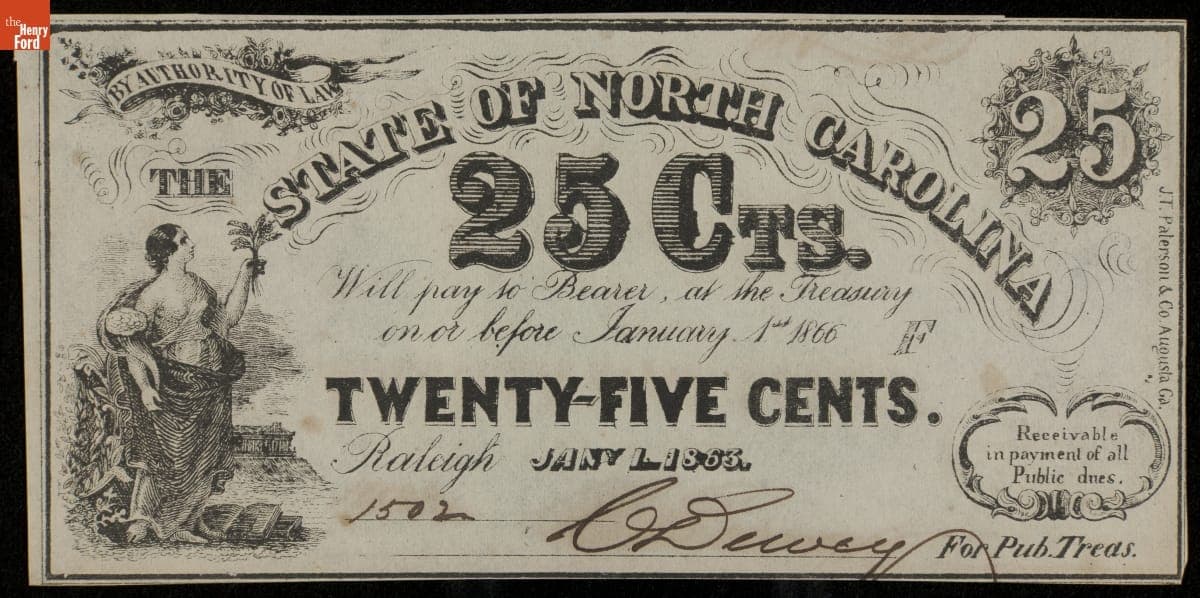 the
Henry
Ford
BY AUTHORITY OF LAW
THE
STATE OF NORTH CAROLINA
25
25 CTS.
Will pay to Bearer, at the Treasury
on or before January 1st 1866 F
TWENTY-FIVE CENTS.
Raleigh JANY 1. 1863.
1502
C Dewey
For Pub. Treas.
Receivable
in payment of all
Public dues.
J.T. Paterson & Co. Augusta Ga.